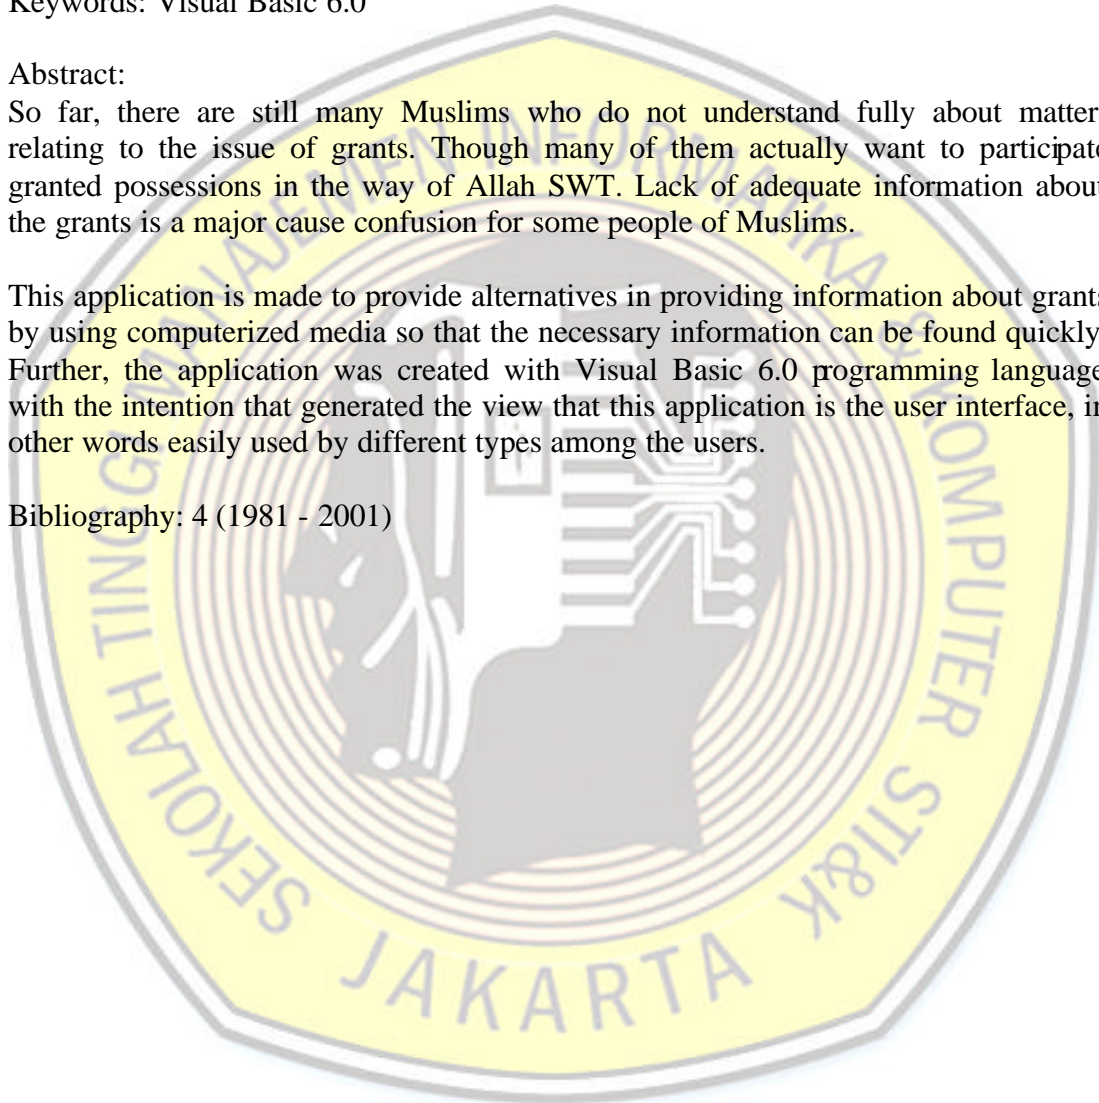 Keywords: Visual Basic 6.0
Abstract:
So far, there are still many Muslims who do not understand fully about matter
relating to the issue of grants. Though many of them actually want to participate
granted possessions in the way of Allah SWT. Lack of adequate information about
the grants is a major cause confusion for some people of Muslims.
This application is made to provide alternatives in providing information about grants
by using computerized media so that the necessary information can be found quickly
Further, the application was created with Visual Basic 6.0 programming language
with the intention that generated the view that this application is the user interface, in
other words easily used by different types among the users.
Bibliography: 4 (1981 - 2001)
SEKOLAH TINGGI MANAJEMEN INFORMATIKA & KOMPUTER STI&K
JAKARTA